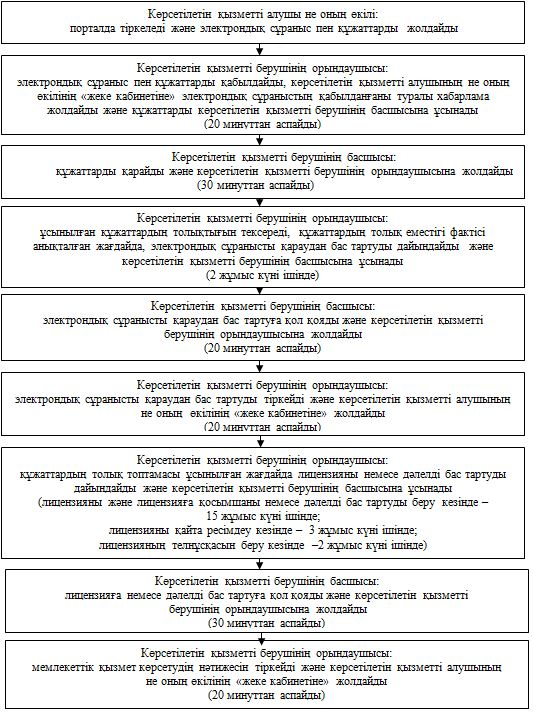 Көрсетілетін қызметті алушы не оның өкілі:
порталда тіркеледі және электрондық сұраныс пен құжаттарды жолдайды
Көрсетілетін қызметті берушінің орындаушысы:
электрондық сұраныс пен құжаттарды қабылдайды, көрсетілетін қызметті алушының не оның
өкілінің «жеке кабинетіне» электрондық сұраныстың қабылданғаны туралы хабарлама
жолдайды және құжаттарды көрсетілетін қызметті берушінің басшысына ұсынады
(20 минуттан аспайды)
Көрсетілетін қызметті берушінің басшысы:
құжаттарды қарайды және көрсетілетін қызметті берушінің орындаушысына жолдайды
(30 минуттан аспайды)
Көрсетілетін қызметті берушінің орындаушысы:
ұсынылған құжаттардың толықтығын тексереді, құжаттардың толық еместігі фактісі
анықталған жағдайда, электрондық сұранысты қараудан бас тартуды дайындайды және
көрсетілетін қызметті берушінің басшысына ұсынады
(2 жұмыс күні ішінде)
Көрсетілетін қызметті берушінің басшысы:
электрондық сұранысты қараудан бас тартуға қол қояды және көрсетілетін қызметті
берушінің орындаушысына жолдайды
(20 минуттан аспайды)
Көрсетілетін қызметті берушінің орындаушысы:
электрондық сұранысты қараудан бас тартуды тіркейді және көрсетілетін қызметті алушының
не оның өкілінің «жеке кабинетіне» жолдайды
(20 минуттан аспайды)
Көрсетілетін қызметті берушінің орындаушысы:
құжаттардың толық топтамасы ұсынылған жағдайда лицензияны немесе дәлелді бас тартуды
дайындайды және көрсетілетін қызметті берушінің басшысына ұсынады
(лицензияны және лицензияға қосымшаны немесе дәлелді бас тартуды беру кезінде –
15 жұмыс күні ішінде;
лицензияны қайта ресімдеу кезінде – 3 жұмыс күні ішінде;
лицензияның телнұсқасын беру кезінде –2 жұмыс күні ішінде)
Көрсетілетін қызметті берушінің басшысы:
лицензияға немесе дәлелді бас тартуға қол қояды және көрсетілетін қызметті
берушінің орындаушысына жолдайды
(30 минуттан аспайды)
Көрсетілетін қызметті берушінің орындаушысы:
мемлекеттік қызмет көрсетудің нәтижесін тіркейді және көрсетілетін қызметті алушының
не оның өкілінің «жеке кабинетіне» жолдайды
(20 минуттан аспайды)